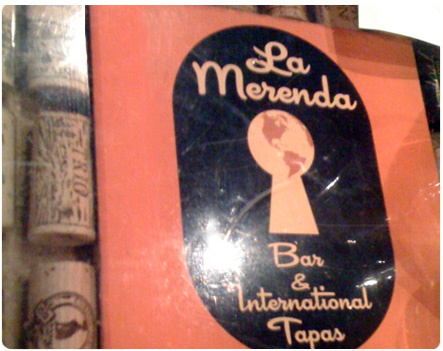 La
Merenda
Bar
&
International
Tapas